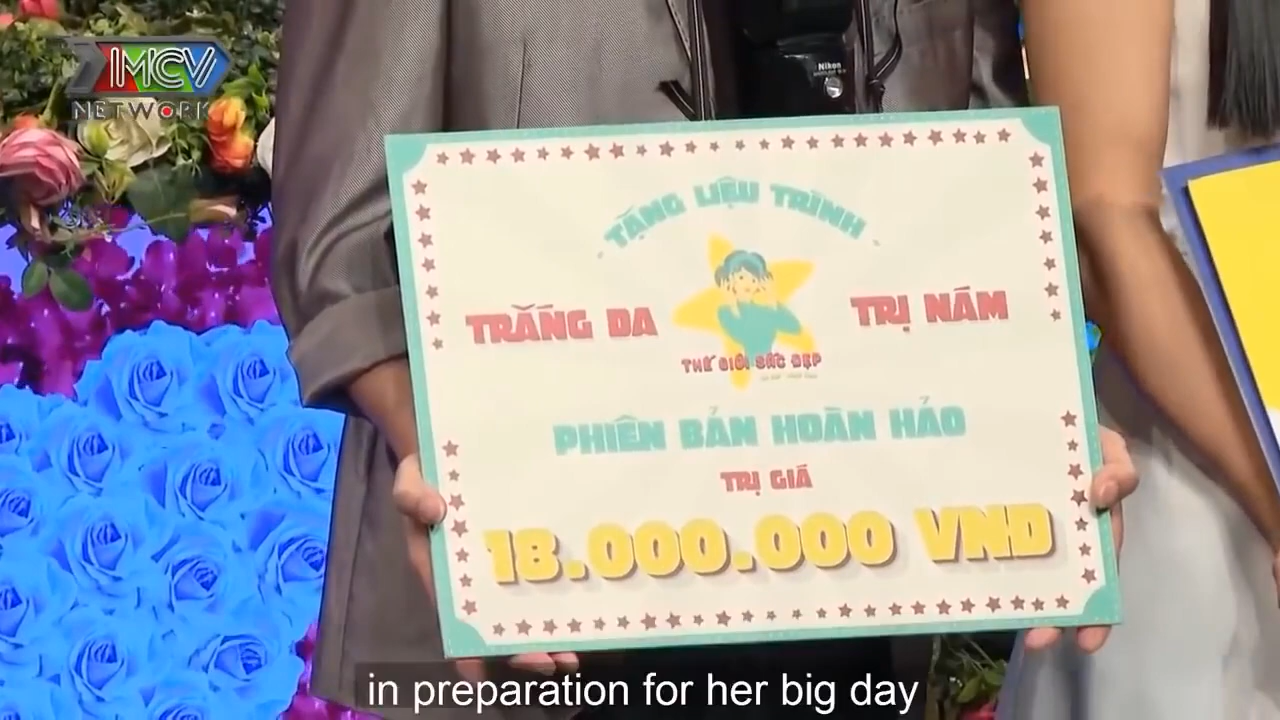 MCV
NETWORK
Nikon
TẶNG LIỆU TRÌNH
TRẮNG DA
TRỊ NÁM
THẾ GIỚI SẮC ĐẸP
PHIÊN BẢN HOÀN HẢO
TRỊ GIÁ
18.000.000 VND
in preparation for her big day